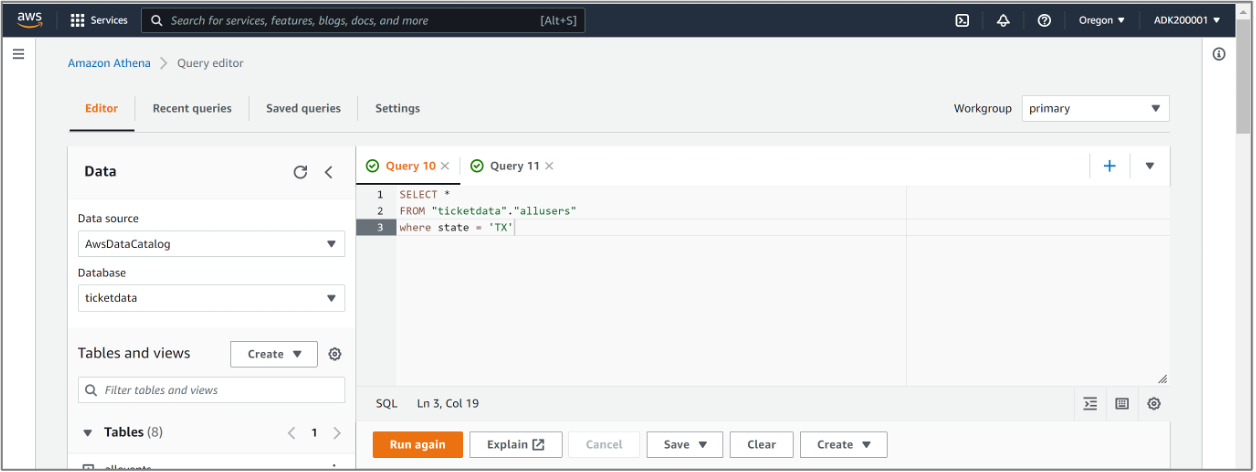 aws Services Search for services, features, blogs, docs, and more [Alt+S] Oregon ADK200001
Amazon Athena Query editor
Editor Recent queries Saved queries Settings Workgroup primary
Data
Data source
AwsDataCatalog
Database
ticketdata
Tables and views Create
Filter tables and views
Tables (8) 1
allevents
Query 10 Query 11
1 SELECT *
2 FROM "ticketdata"."allusers"
3 where state = 'TX'
SQL Ln 3, Col 19
Run again Explain Cancel Save Clear Create